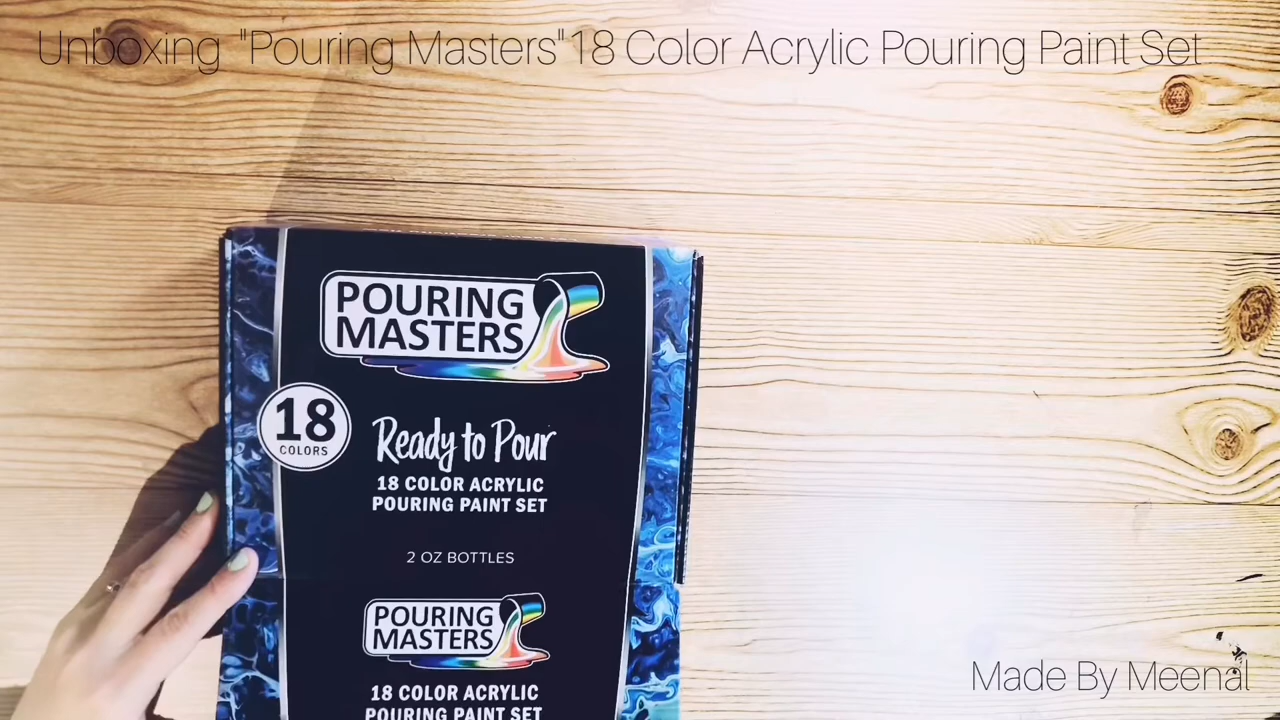 Unboxing "Pouring Masters"18 Color Acrylic Pouring Paint Set
POURING
MASTERS
18
COLORS
Ready to Pour
18 COLOR ACRYLIC
POURING PAINT SET
2 OZ BOTTLES
POURING
MASTERS
18 COLOR ACRYLIC
POURING PAINT SET
Made By Meenal